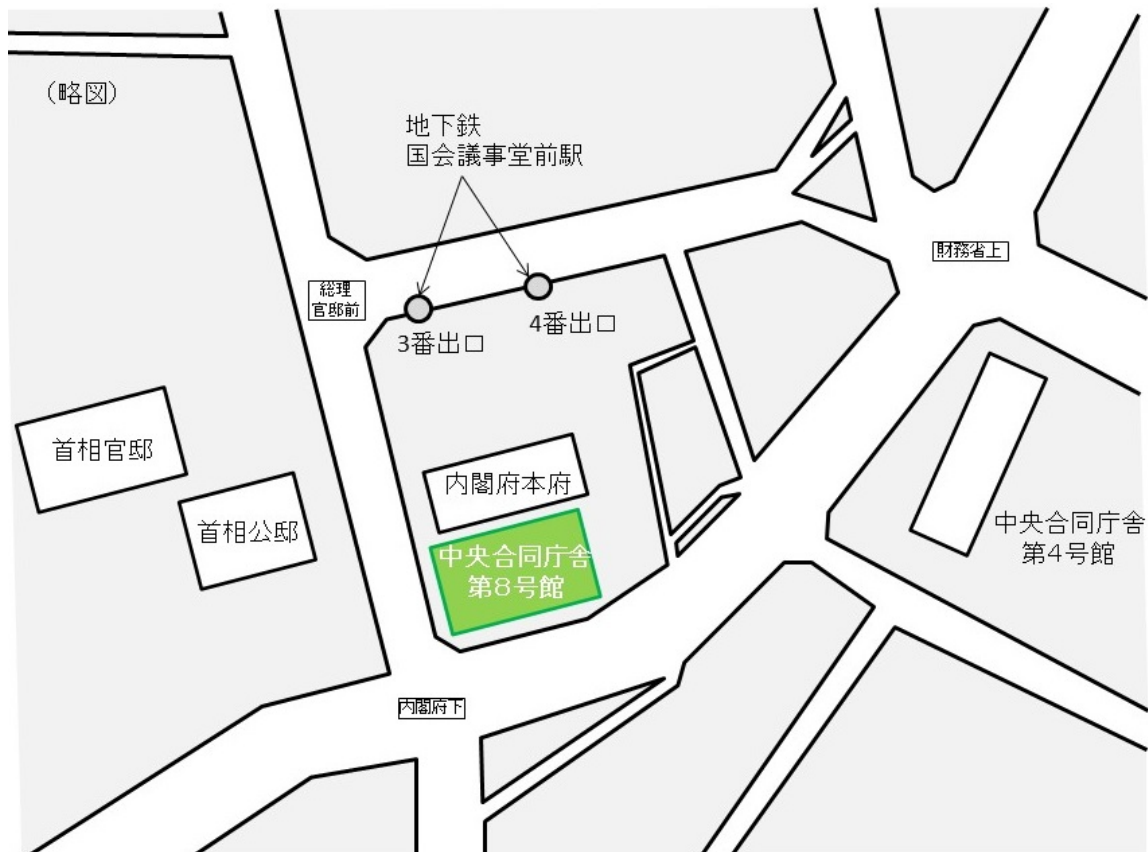 （略図）
地下鉄
国会議事堂前駅
財務省上
総理
官邸前
3番出口
4番出口
首相官邸
首相公邸
内閣府本府
中央合同庁舎
第8号館
中央合同庁舎
第4号館
内閣府下